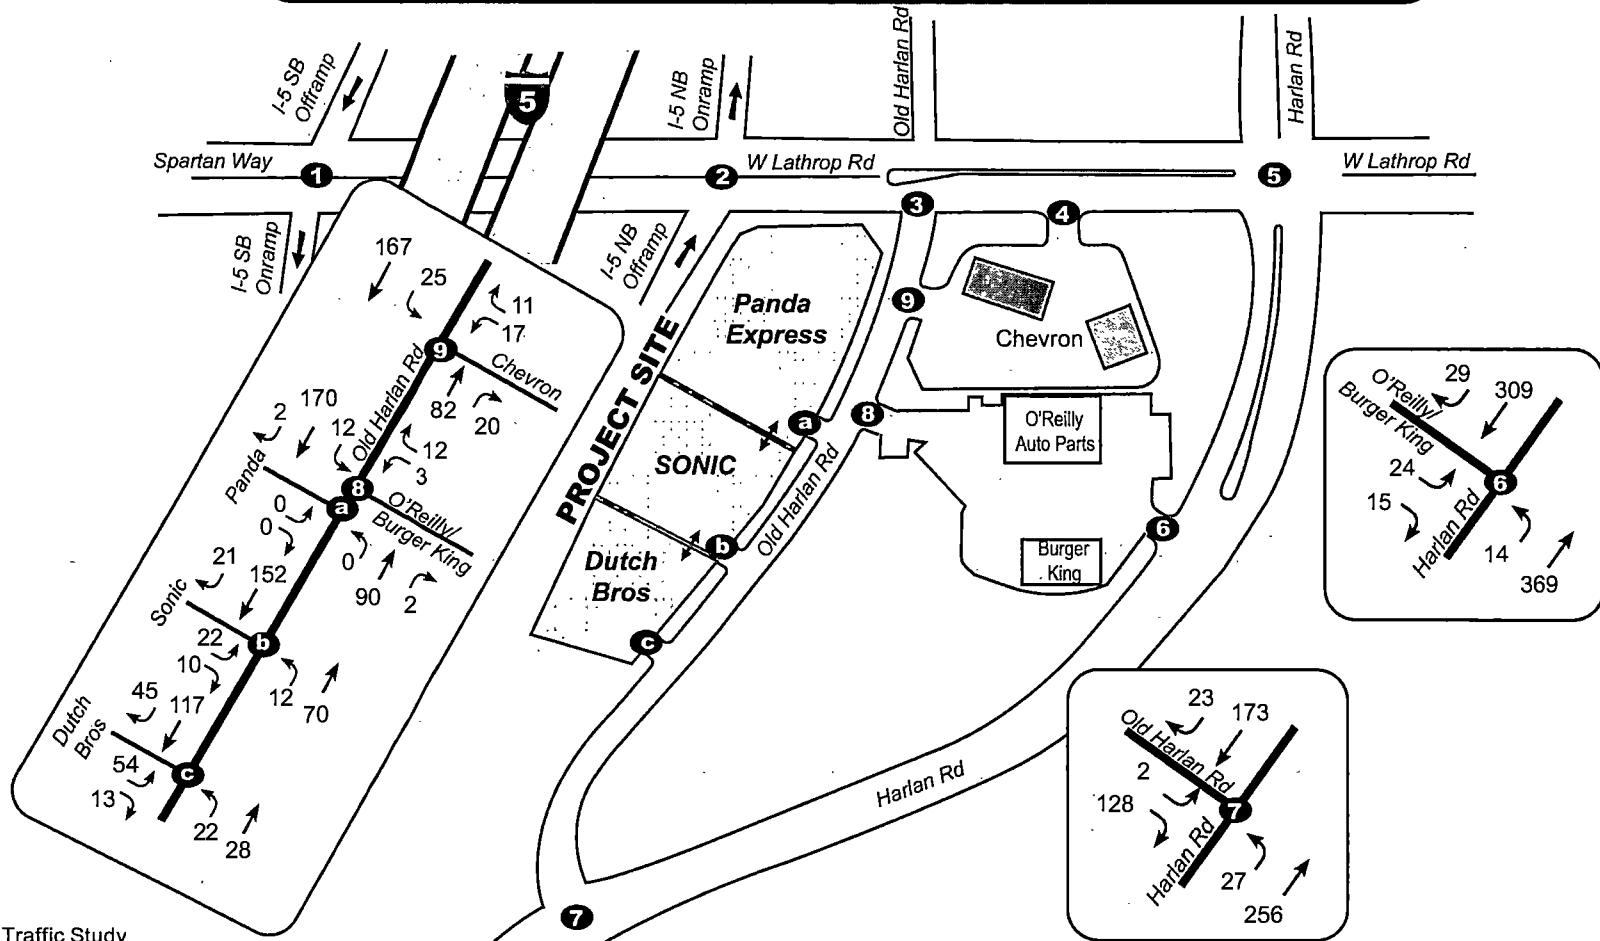 I-5 SB
Offramp
5
I-5 NB
Onramp
Old Harlan Rd
Harlan Rd
Spartan Way
1
2
W Lathrop Rd
3
4
5
W Lathrop Rd
I-5 SB
Onramp
I-5 NB
Offramp
PROJECT SITE
Panda
Express
9
Chevron
a
8
O'Reilly
Auto Parts
SONIC
Old Harlan Rd
b
6
Burger
King
Dutch
Bros
c
Harlan Rd
7
167
25
11
17
9
Chevron
Old Harlan Rd
82
20
2
170
12
12
3
Panda
8
a
O'Reilly/
Burger King
0
0
0
90
2
21
152
Sonic
22
10
b
12
70
45
117
Dutch
Bros
54
13
c
22
28
29
309
O'Reilly/
Burger King
24
15
6
Harlan Rd
14
369
23
173
Old Harlan Rd
2
128
7
Harlan Rd
27
256
Traffic Study